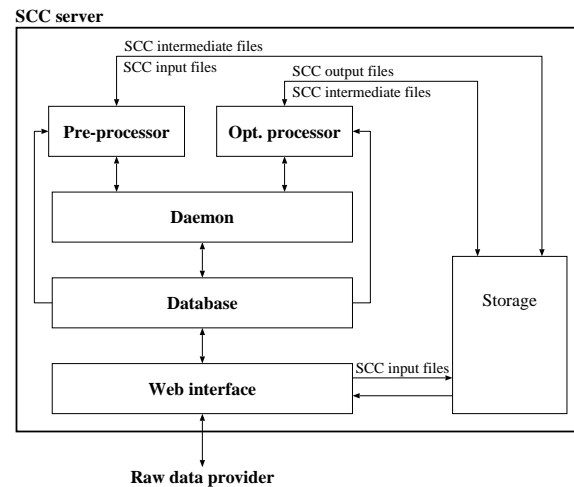 SCC server
SCC intermediate files
SCC input files
SCC output files
SCC intermediate files
Pre-processor
Opt. processor
Daemon
Database
Storage
Web interface
SCC input files
Raw data provider